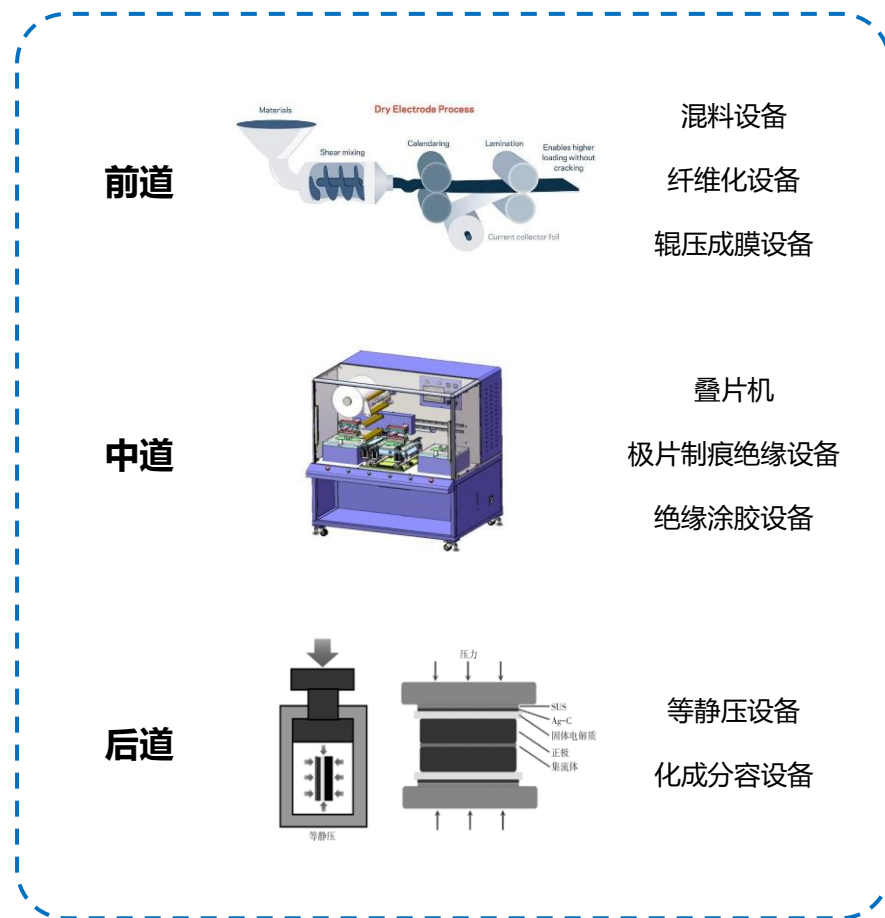 前道
Materials
Dry Electrode Process
Shear mixing
Calendaring
Lamination
Enables higher
loading without
cracking
Current collector foil
混料设备
纤维化设备
辊压成膜设备
中道
叠片机
极片制痕绝缘设备
绝缘涂胶设备
后道
等静压
压力
SUS
Ag-C
固体电解质
正极
集流体
等静压设备
化成分容设备